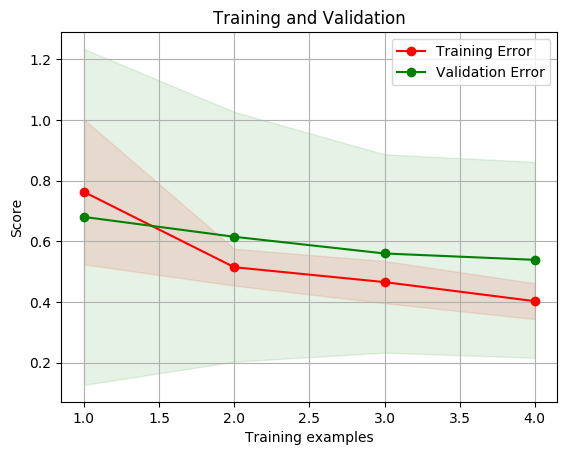 Training and Validation
Training Error
Validation Error
1.2
1.0
0.8
0.6
0.4
0.2
Score
1.0 1.5 2.0 2.5 3.0 3.5 4.0
Training examples